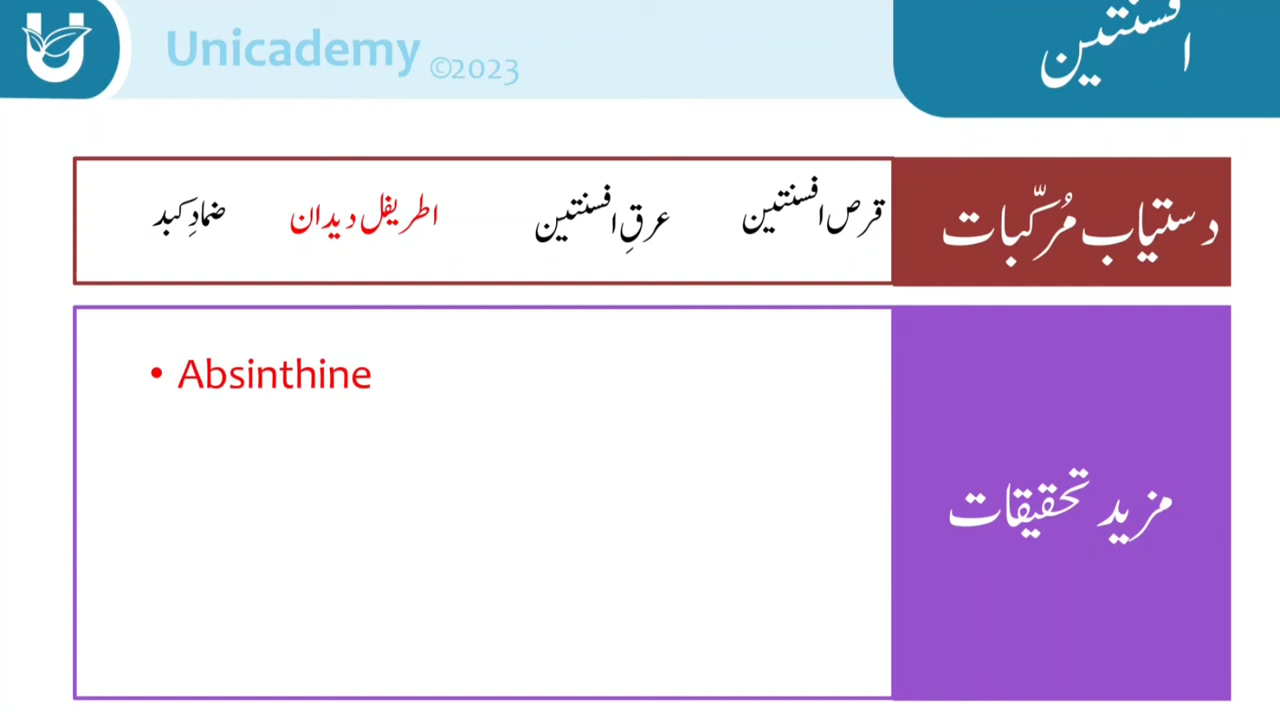 Unicademy ©2023
افسنتین
دستیاب مُرکّبات
قرص افسنتین عرقِ افسنتین اطریفل دیدان ضمادِ کبد
مزید تحقیقات
• Absinthine